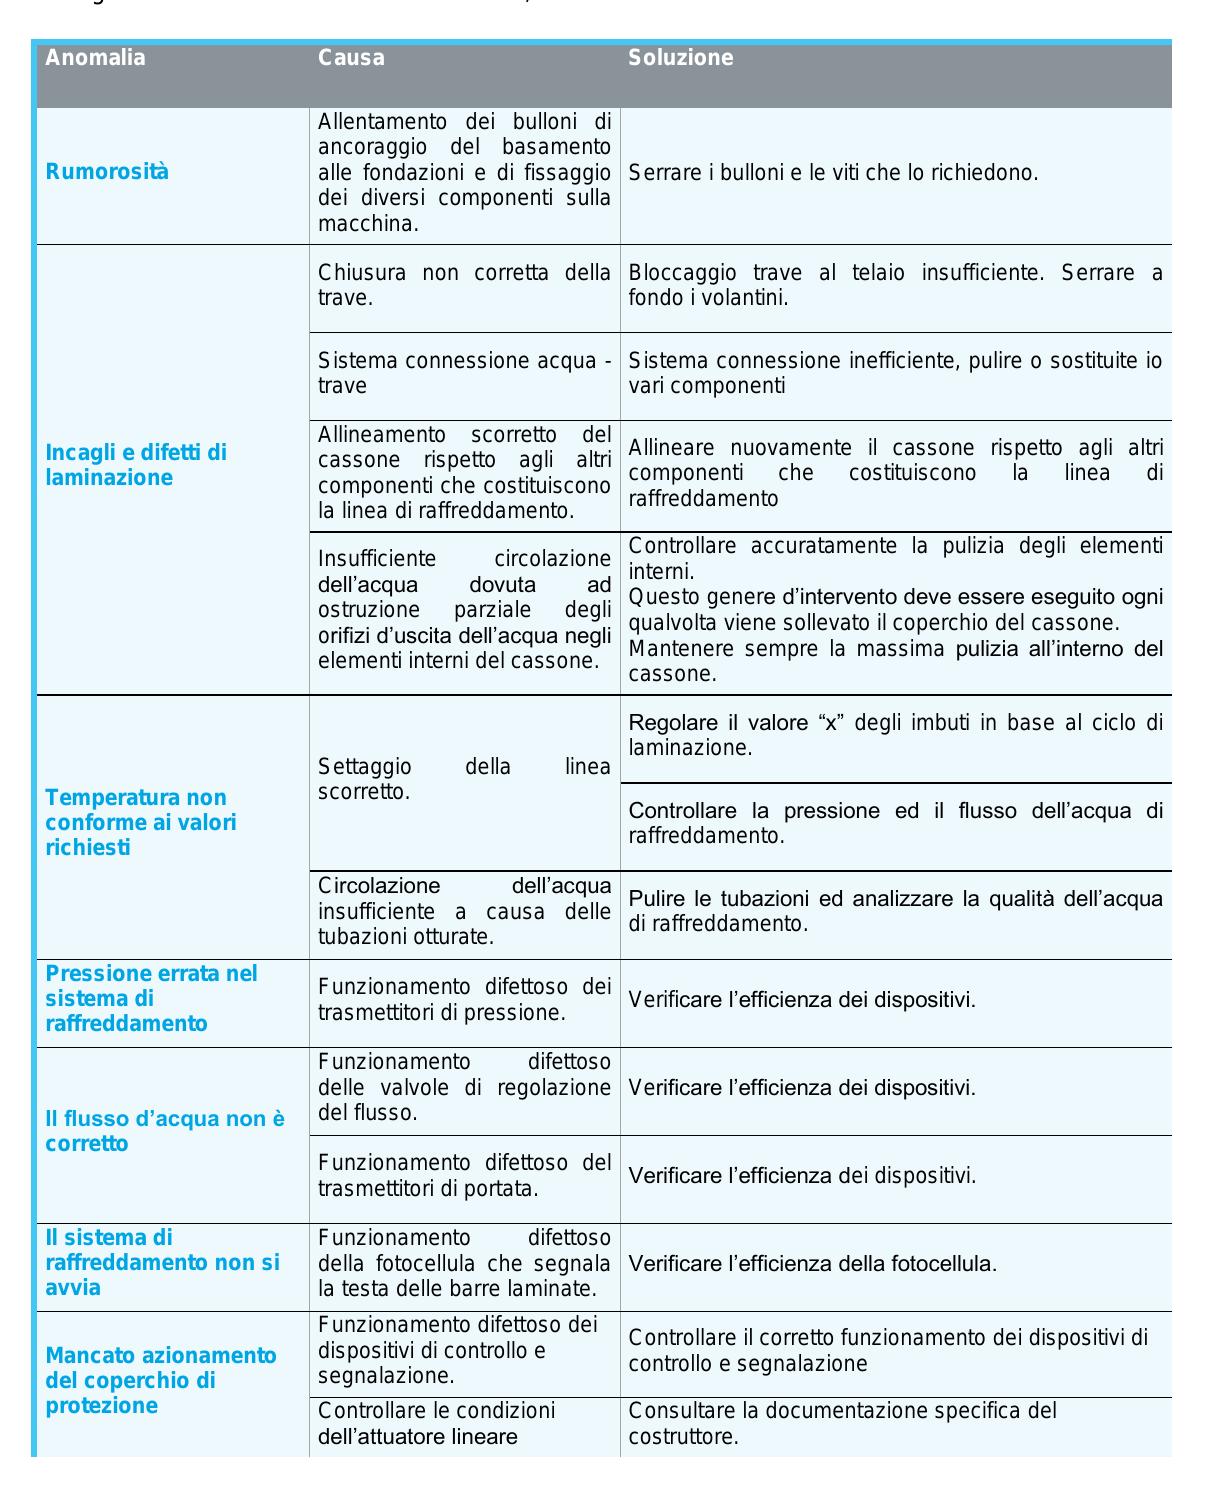 Anomalia
Causa
Soluzione
Rumorosità
Allentamento dei bulloni di
ancoraggio del basamento
alle fondazioni e di fissaggio
dei diversi componenti sulla
macchina.
Serrare i bulloni e le viti che lo richiedono.
Incagli e difetti di
laminazione
Chiusura non corretta della
trave.
Bloccaggio trave al telaio insufficiente. Serrare a
fondo i volantini.
Sistema connessione acqua -
trave
Sistema connessione inefficiente, pulire o sostituite io
vari componenti
Allineamento scorretto del
cassone rispetto agli altri
componenti che costituiscono
la linea di raffreddamento.
Allineare nuovamente il cassone rispetto agli altri
componenti che costituiscono la linea di
raffreddamento
Insufficiente circolazione
dell’acqua dovuta ad
ostruzione parziale degli
orifizi d’uscita dell’acqua negli
elementi interni del cassone.
Controllare accuratamente la pulizia degli elementi
interni.
Questo genere d’intervento deve essere eseguito ogni
qualvolta viene sollevato il coperchio del cassone.
Mantenere sempre la massima pulizia all’interno del
cassone.
Temperatura non
conforme ai valori
richiesti
Settaggio della linea
scorretto.
Regolare il valore “x” degli imbuti in base al ciclo di
laminazione.
Controllare la pressione ed il flusso dell’acqua di
raffreddamento.
Circolazione dell’acqua
insufficiente a causa delle
tubazioni otturate.
Pulire le tubazioni ed analizzare la qualità dell’acqua
di raffreddamento.
Pressione errata nel
sistema di
raffreddamento
Funzionamento difettoso dei
trasmettitori di pressione.
Verificare l’efficienza dei dispositivi.
Il flusso d’acqua non è
corretto
Funzionamento difettoso
delle valvole di regolazione
del flusso.
Verificare l’efficienza dei dispositivi.
Funzionamento difettoso del
trasmettitori di portata.
Verificare l’efficienza dei dispositivi.
Il sistema di
raffreddamento non si
avvia
Funzionamento difettoso
della fotocellula che segnala
la testa delle barre laminate.
Verificare l’efficienza della fotocellula.
Mancato azionamento
del coperchio di
protezione
Funzionamento difettoso dei
dispositivi di controllo e
segnalazione.
Controllare il corretto funzionamento dei dispositivi di
controllo e segnalazione
Controllare le condizioni
dell’attuatore lineare
Consultare la documentazione specifica del
costruttore.